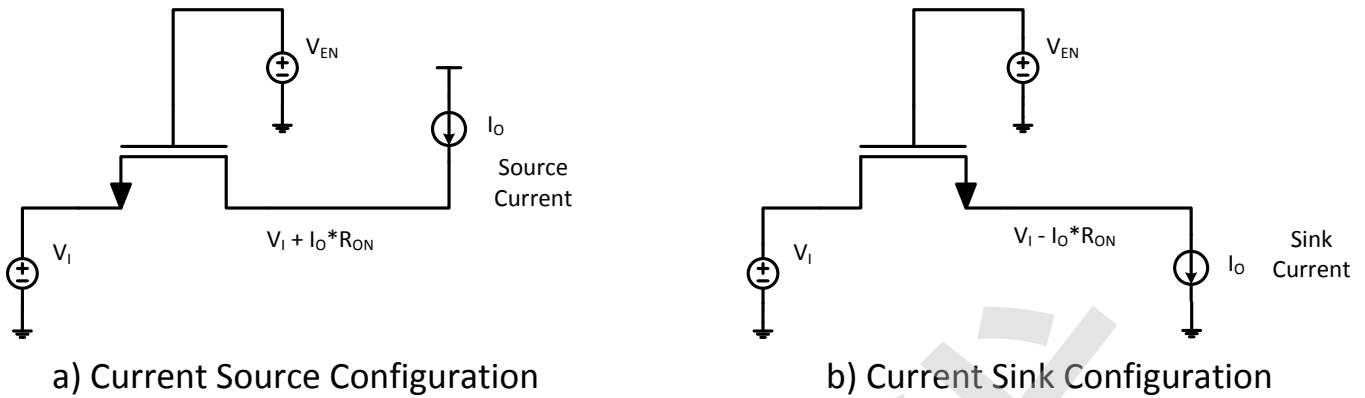 V_EN
V_EN
I_O
Source
Current
V_I + I_O*R_ON
V_I
V_I - I_O*R_ON
V_I
I_O
Sink
Current
a) Current Source Configuration
b) Current Sink Configuration